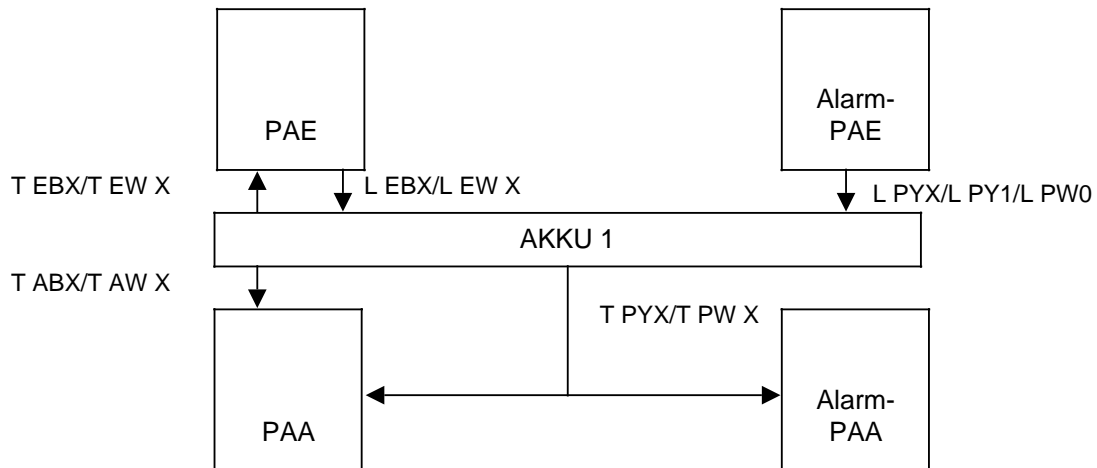 PAE
Alarm-
PAE
T EBX/T EW X
L EBX/L EW X
L PYX/L PY1/L PW0
AKKU 1
T ABX/T AW X
T PYX/T PW X
PAA
Alarm-
PAA